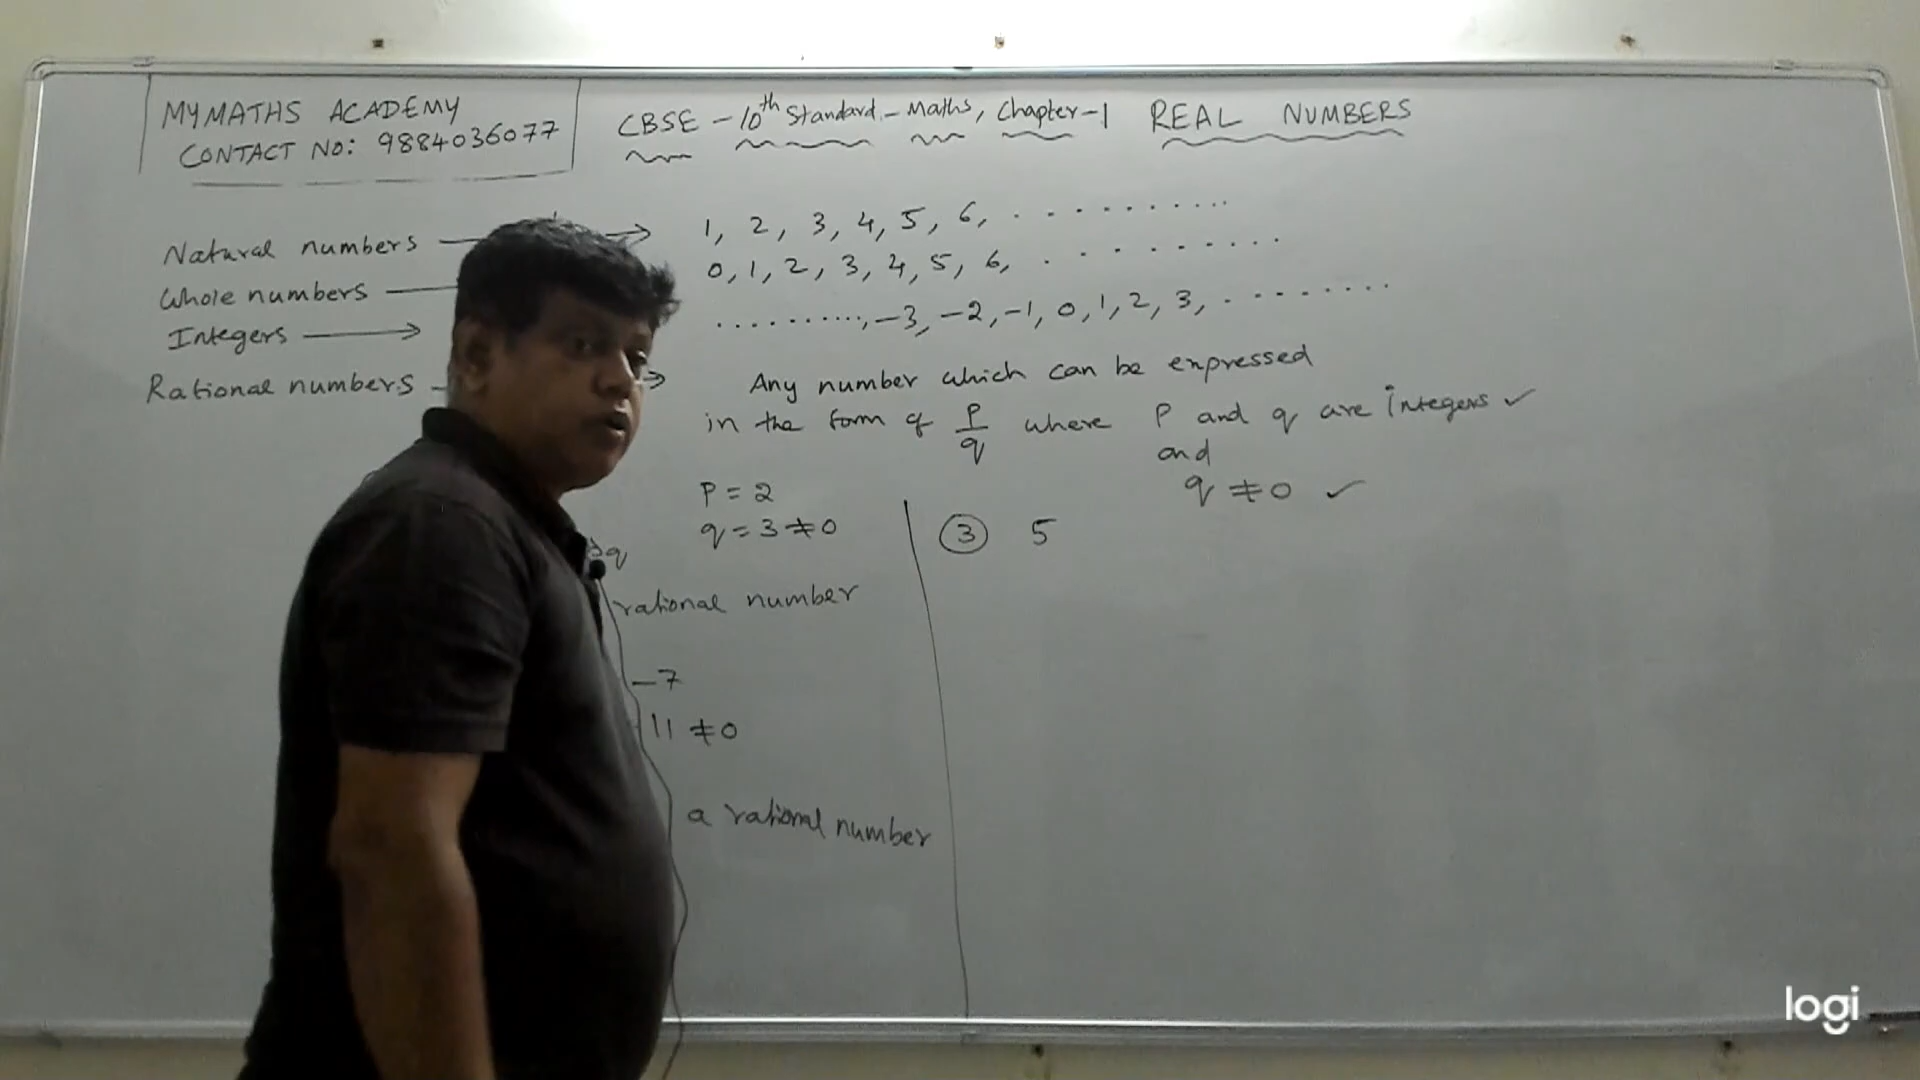 MYMATHS ACADEMY
CONTACT NO: 9884036077
CBSE - 10th Standard - Maths, Chapter-1 REAL NUMBERS
Natural numbers → 1, 2, 3, 4, 5, 6, ...........
Whole numbers 0, 1, 2, 3, 4, 5, 6, .........
Integers → .........., -3, -2, -1, 0, 1, 2, 3, .........
Rational numbers → Any number which can be expressed
in the form of P/q where P and q are integers ✓
and
q ≠ 0 ✓
P = 2
q = 3 ≠ 0
q
rational number
-7
11 ≠ 0
a rational number
③ 5
logi